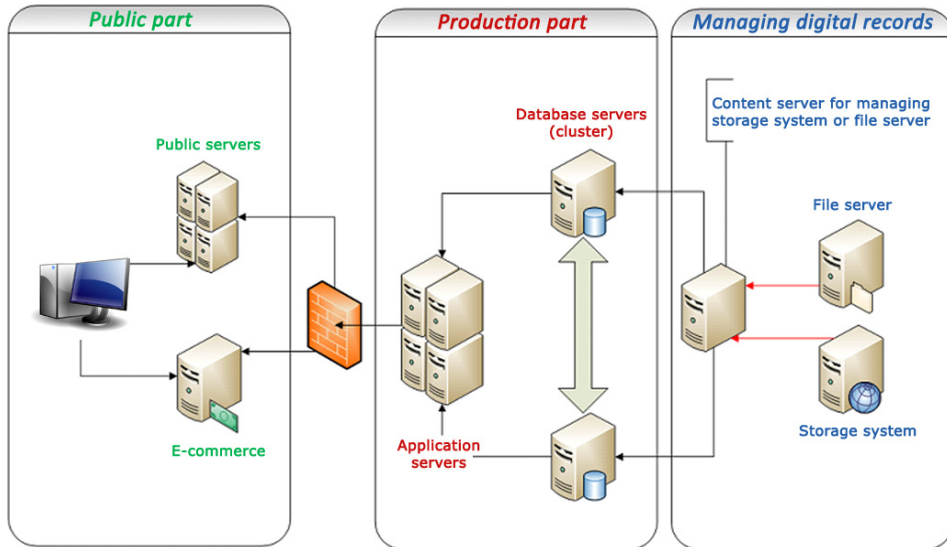 Public part
Production part
Managing digital records
Public servers
E-commerce
Database servers
(cluster)
Application
servers
Content server for managing
storage system or file server
File server
Storage system